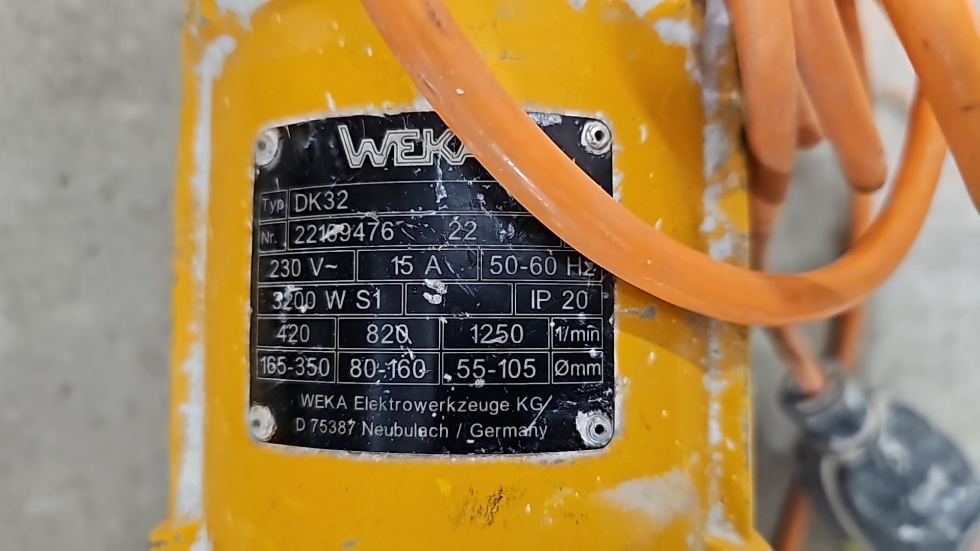 WEKA
Typ DK32
Nr. 22189476 22
230 V~ 15 A 50-60 Hz
3200 W S1 IP 20
420 820 1250 1/min
165-350 80-160 55-105 Ømm
WEKA Elektrowerkzeuge KG
D 75387 Neubulach / Germany